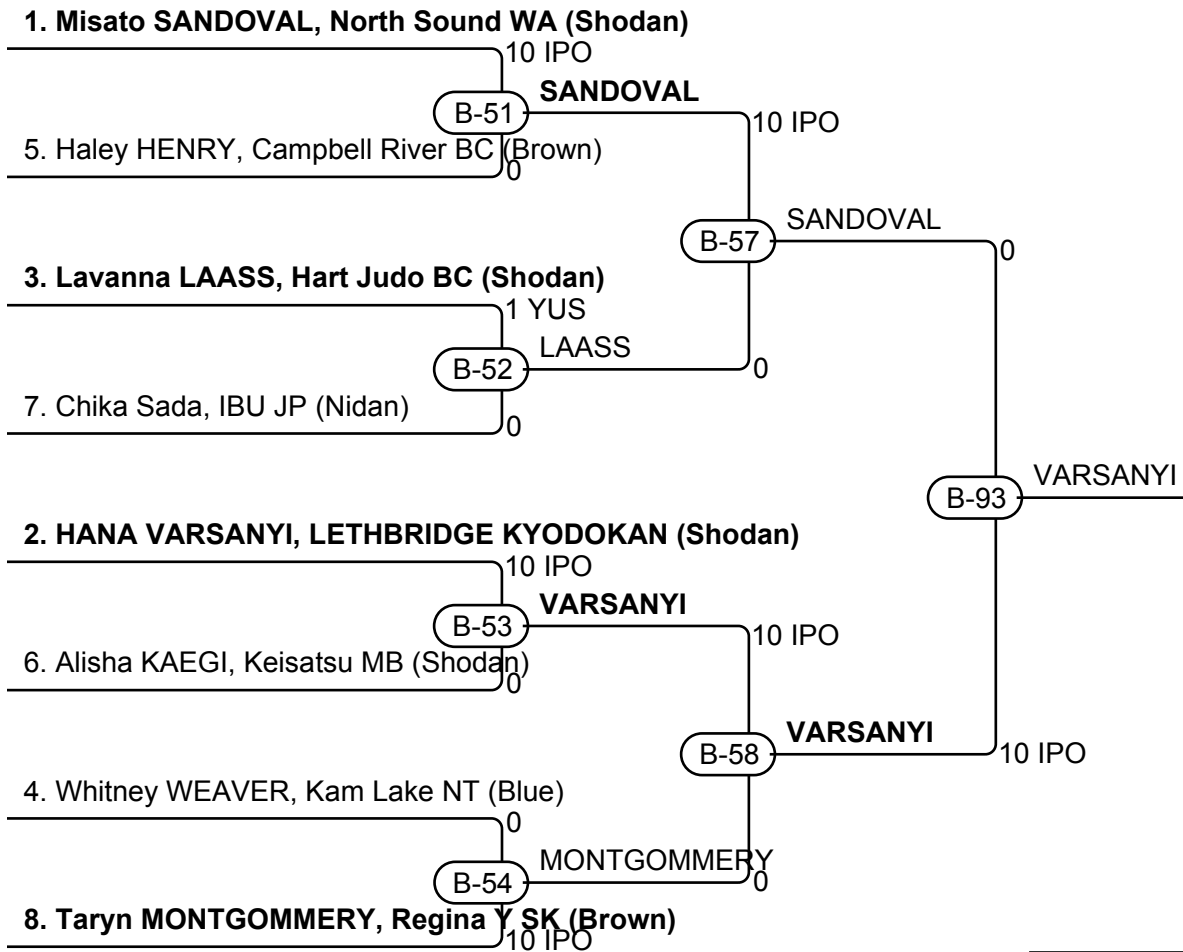 1. Misato SANDOVAL, North Sound WA (Shodan)
10 IPO
SANDOVAL
B-51
10 IPO
5. Haley HENRY, Campbell River BC (Brown)
0
SANDOVAL
B-57
0
3. Lavanna LAASS, Hart Judo BC (Shodan)
1 YUS
LAASS
B-52
0
7. Chika Sada, IBU JP (Nidan)
0
VARSANYI
B-93
2. HANA VARSANYI, LETHBRIDGE KYODOKAN (Shodan)
10 IPO
VARSANYI
B-53
10 IPO
6. Alisha KAEGI, Keisatsu MB (Shodan)
0
VARSANYI
B-58
10 IPO
4. Whitney WEAVER, Kam Lake NT (Blue)
0
MONTGOMMERY
B-54
0
8. Taryn MONTGOMMERY, Regina Y SK (Brown)
10 IPO